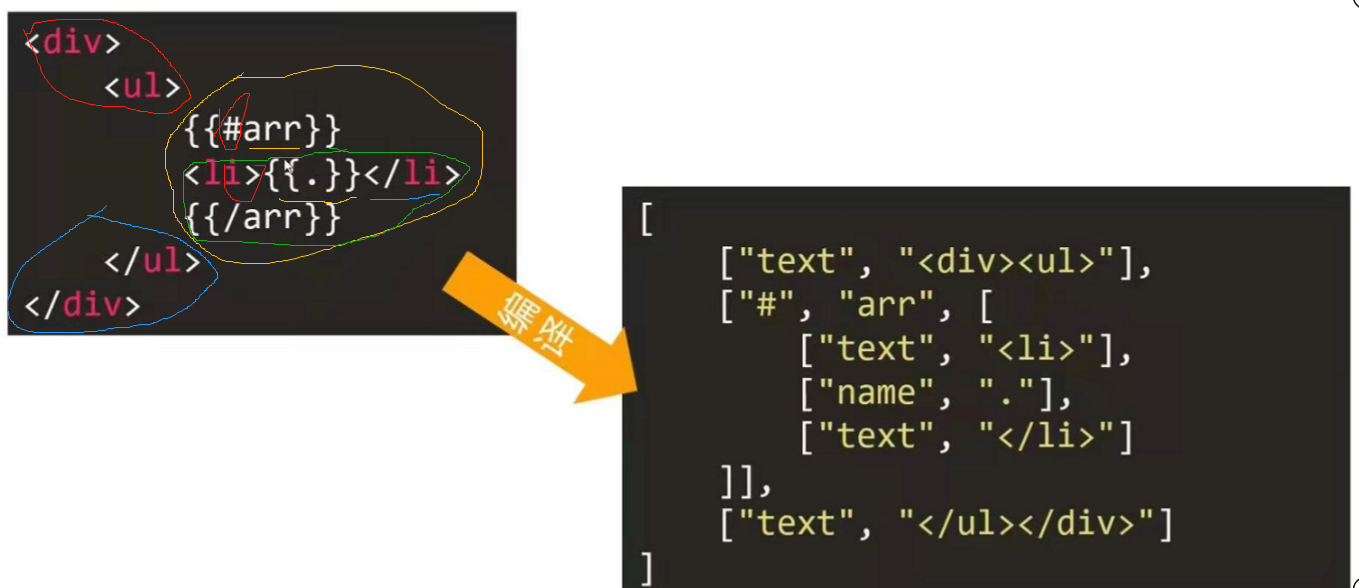 <div>
<ul>
{{#arr}}
<li>{{.}}</li>
{{/arr}}
</ul>
</div>
编译
[
["text", "<div><ul>"],
["#", "arr", [
["text", "<li>"],
["name", "."],
["text", "</li>"]
]],
["text", "</ul></div>"]
]